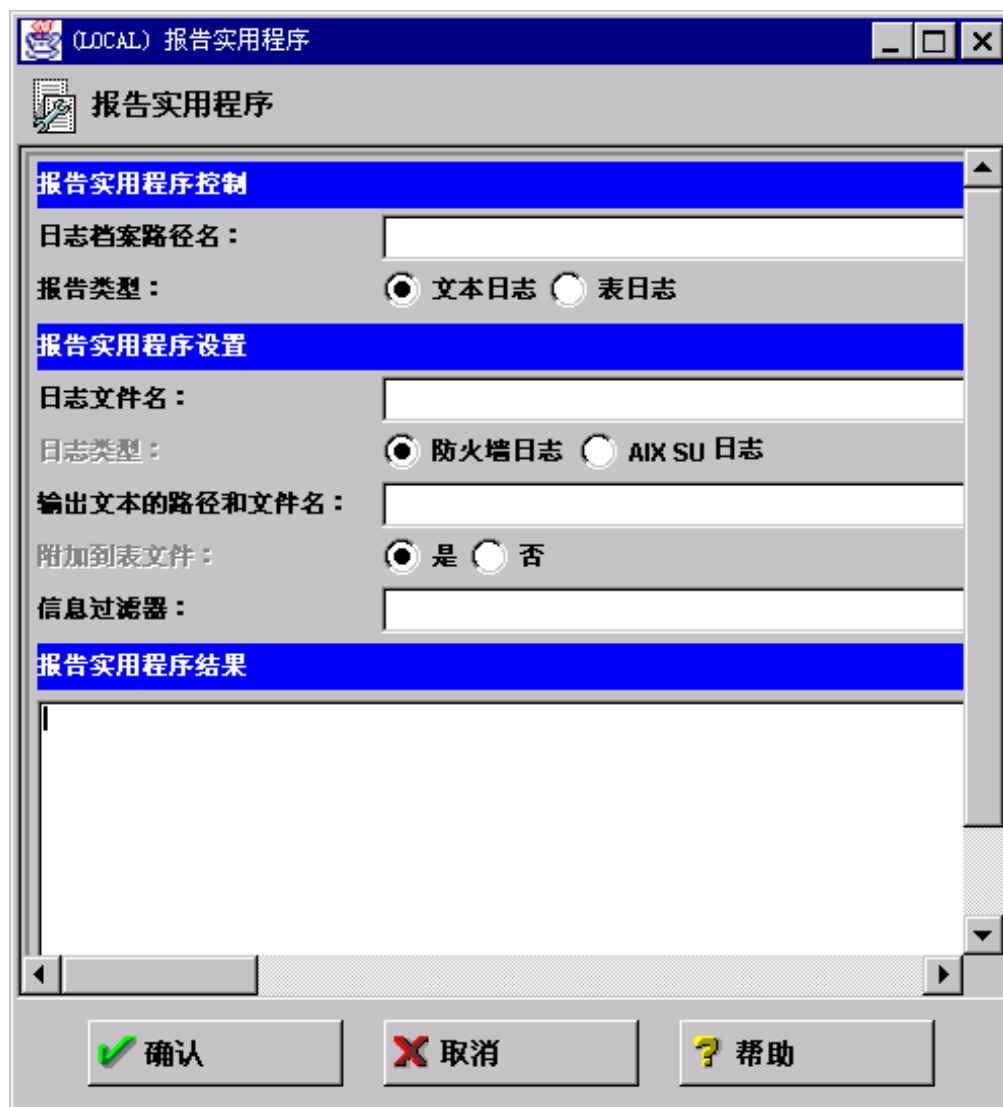 (LOCAL) 报告实用程序
报告实用程序
报告实用程序控制
日志档案路径名：
报告类型： 文本日志 表日志
报告实用程序设置
日志文件名：
日志类型： 防火墙日志 AIX SU 日志
输出文本的路径和文件名：
附加到表文件： 是 否
信息过滤器：
报告实用程序结果
确认 取消 ? 帮助